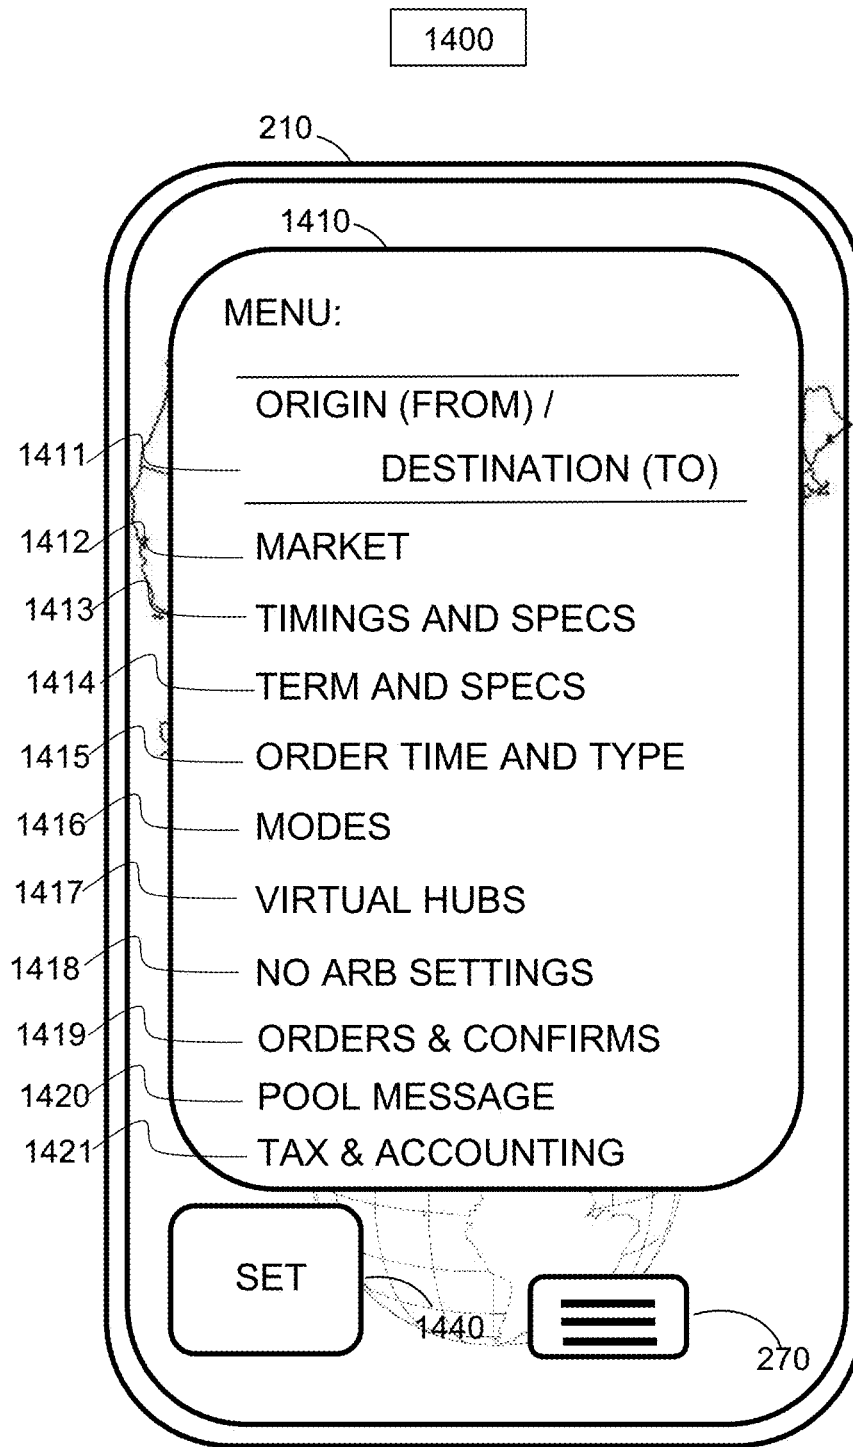 1400
210
1410
MENU:
ORIGIN (FROM) /
1411 DESTINATION (TO)
1412 MARKET
1413 TIMINGS AND SPECS
1414 TERM AND SPECS
1415 ORDER TIME AND TYPE
1416 MODES
1417 VIRTUAL HUBS
1418 NO ARB SETTINGS
1419 ORDERS & CONFIRMS
1420 POOL MESSAGE
1421 TAX & ACCOUNTING
SET
1440
270